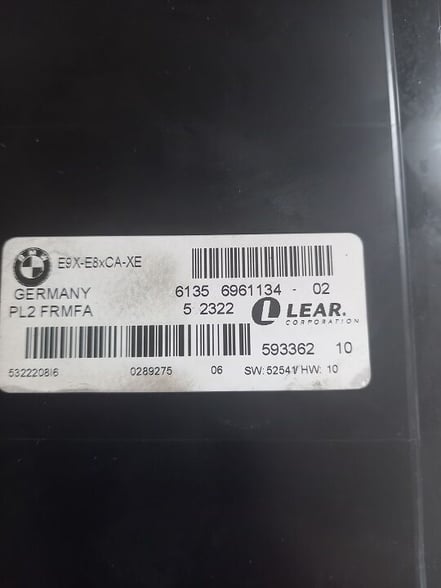 BMW
E9X-E8xCA-XE
GERMANY 6135 6961134 - 02
PL2 FRMFA 5 2322 L LEAR.
CORPORATION
593362 10
532220816 0289275 06 SW: 52541/HW: 10